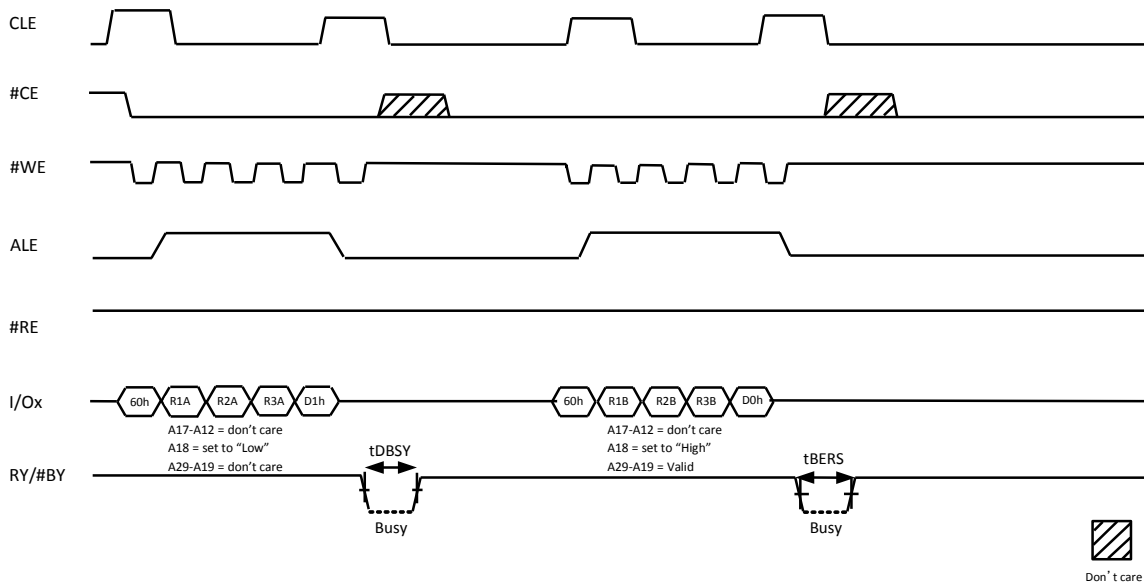 CLE
#CE
#WE
ALE
#RE
I/Ox 60h R1A R2A R3A D1h 60h R1B R2B R3B D0h
A17-A12 = don't care A17-A12 = don't care
A18 = set to "Low" tDBSY A18 = set to "High" tBERS
A29-A19 = don't care A29-A19 = Valid
RY/#BY
Busy Busy
Don't care